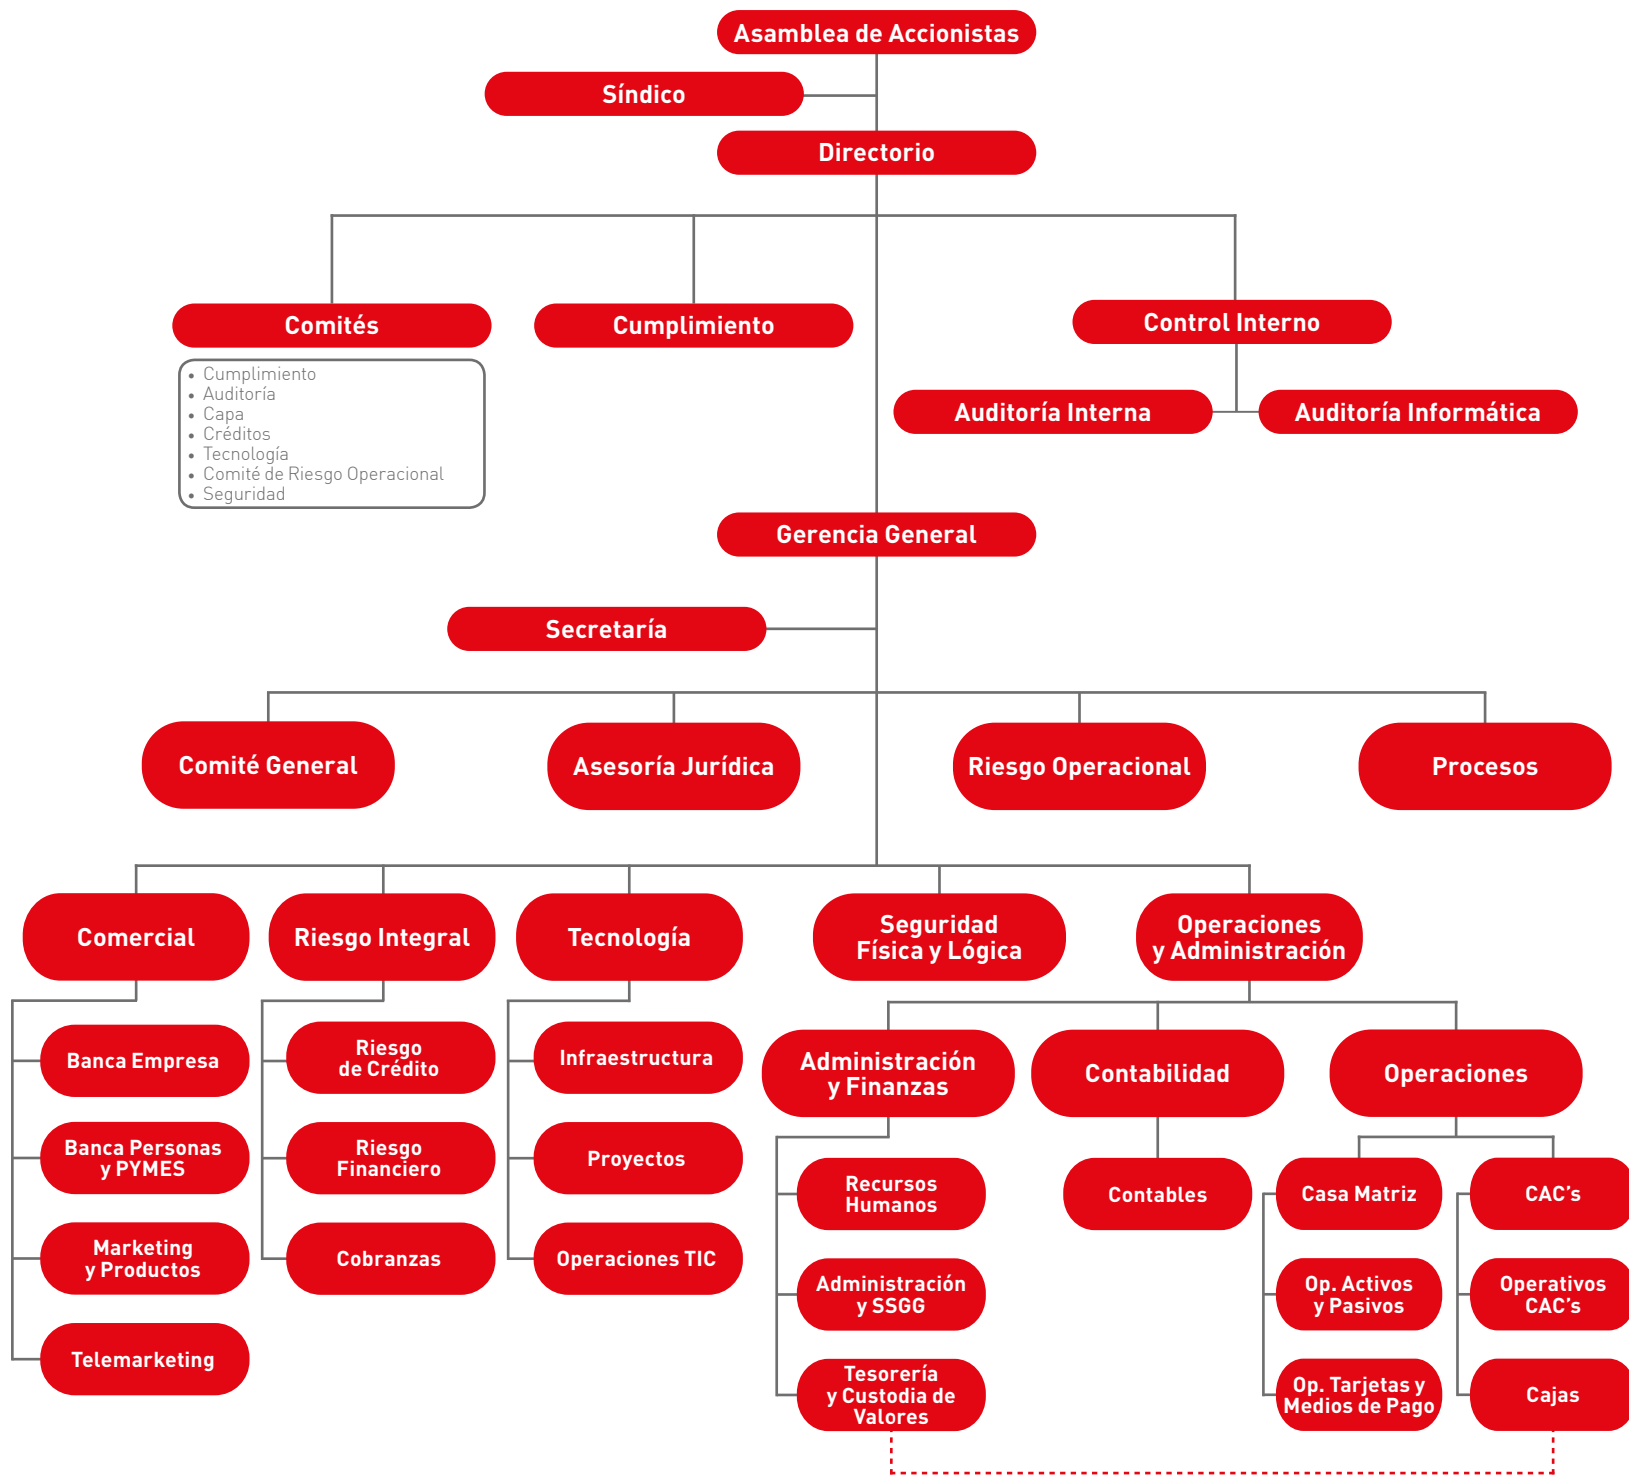 Asamblea de Accionistas
Síndico
Directorio
Comités
Cumplimiento
Control Interno
• Cumplimiento
• Auditoría
• Capa
• Créditos
• Tecnología
• Comité de Riesgo Operacional
• Seguridad
Auditoría Interna
Auditoría Informática
Gerencia General
Secretaría
Comité General
Asesoría Jurídica
Riesgo Operacional
Procesos
Comercial
Riesgo Integral
Tecnología
Seguridad
Física y Lógica
Operaciones
y Administración
Banca Empresa
Banca Personas
y PYMES
Marketing
y Productos
Telemarketing
Riesgo
de Crédito
Riesgo
Financiero
Cobranzas
Infraestructura
Proyectos
Operaciones TIC
Administración
y Finanzas
Contabilidad
Operaciones
Recursos
Humanos
Administración
y SSGG
Tesorería
y Custodia de
Valores
Contables
Casa Matriz
Op. Activos
y Pasivos
Op. Tarjetas y
Medios de Pago
CAC’s
Operativos
CAC’s
Cajas